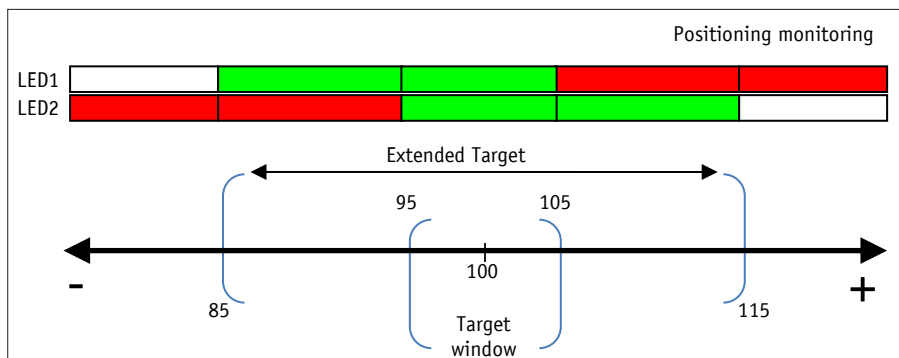 Positioning monitoring
LED1
LED2
Extended Target
95 105
100
- +
85 115
Target
window